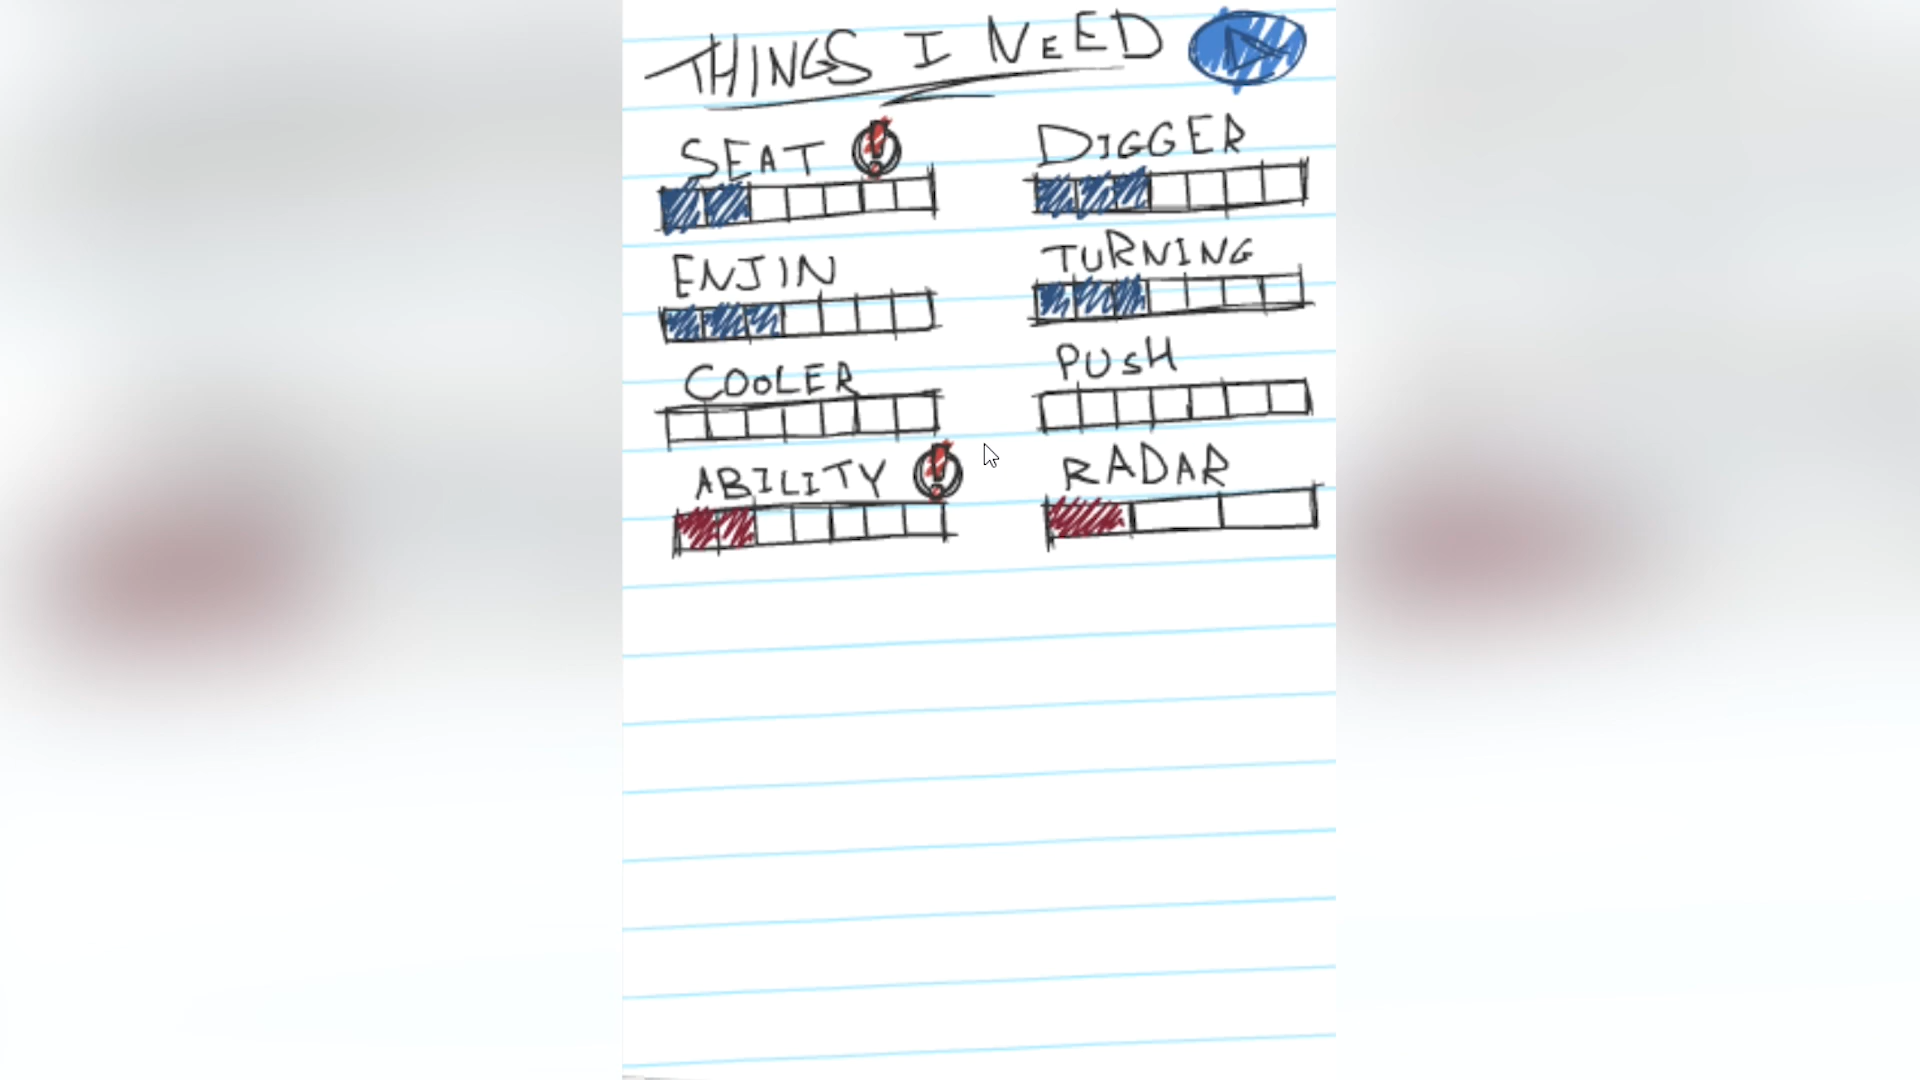 THINGS I NEED
SEAT
DIGGER
ENJIN
TURNING
COOLER
PUSH
ABILITY
RADAR